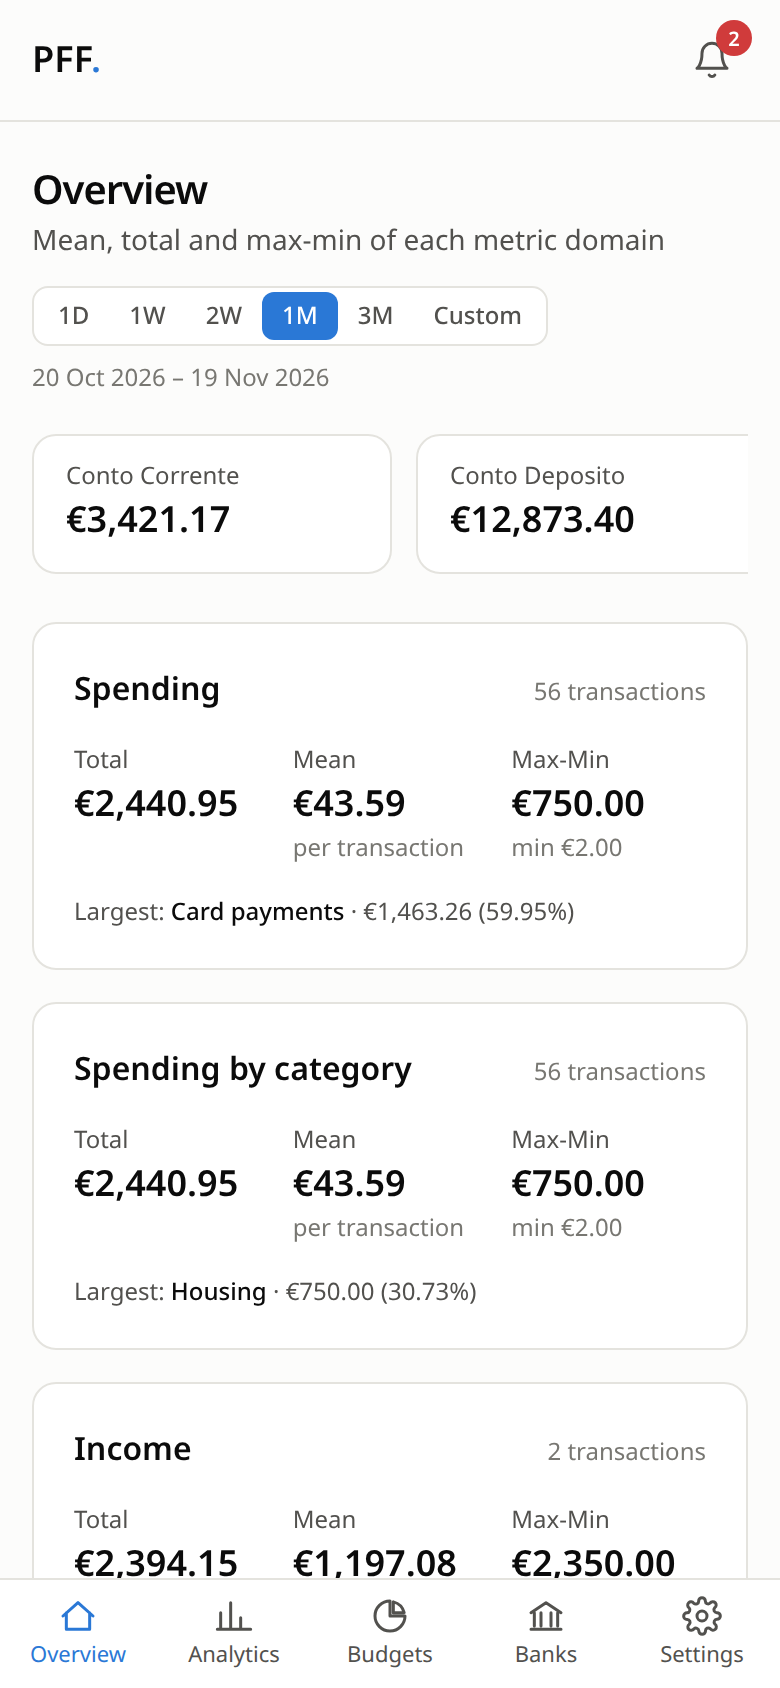 PFF.
2
Overview
Mean, total and max-min of each metric domain
1D 1W 2W 1M 3M Custom
20 Oct 2026 – 19 Nov 2026
Conto Corrente
€3,421.17
Conto Deposito
€12,873.40
Spending
56 transactions
Total Mean Max-Min
€2,440.95 €43.59 €750.00
per transaction min €2.00
Largest: Card payments · €1,463.26 (59.95%)
Spending by category
56 transactions
Total Mean Max-Min
€2,440.95 €43.59 €750.00
per transaction min €2.00
Largest: Housing · €750.00 (30.73%)
Income
2 transactions
Total Mean Max-Min
€2,394.15 €1,197.08 €2,350.00
Overview Analytics Budgets Banks Settings